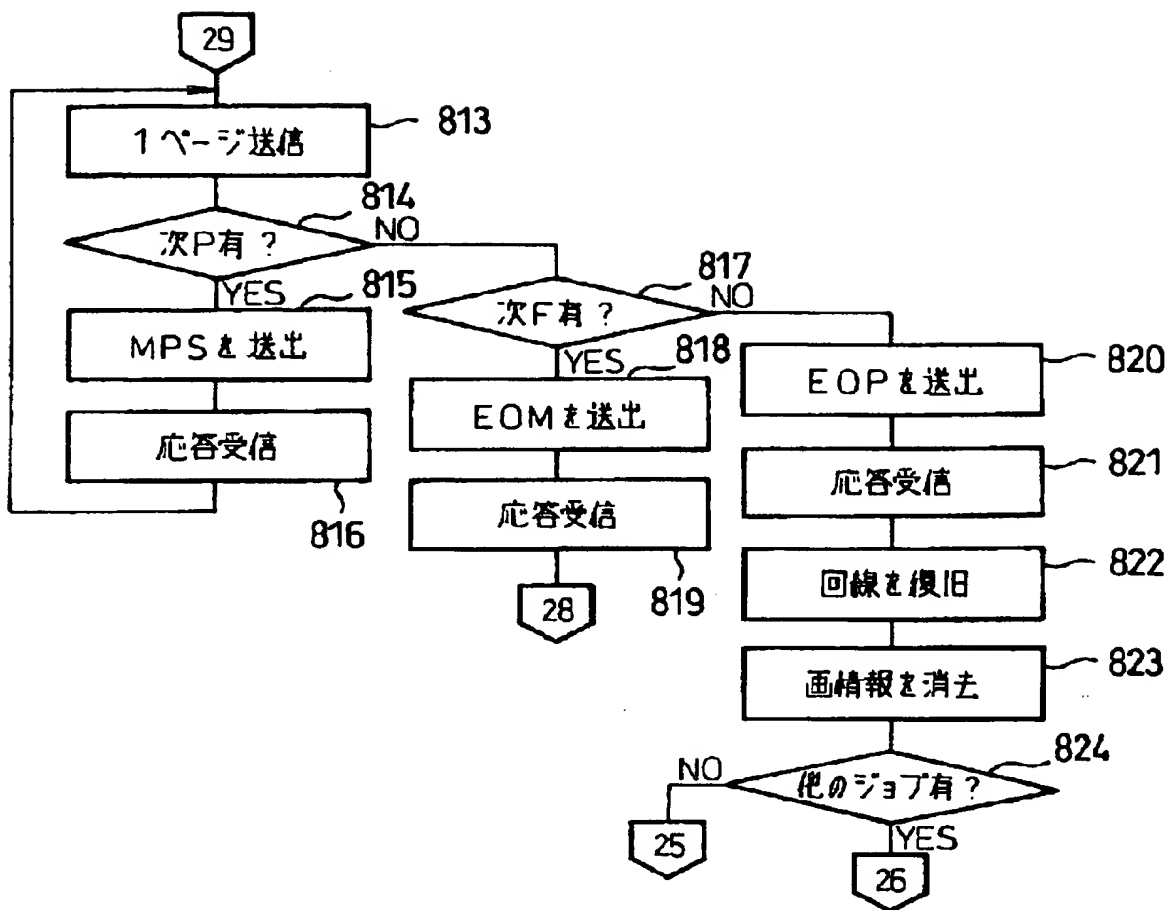 29
1ページ送信
813
814
次P有?
NO
YES
815
MPSを送出
応答受信
816
817
次F有?
NO
YES
818
EOMを送出
応答受信
819
28
EOPを送出
820
応答受信
821
回線を復旧
822
画情報を消去
823
824
他のジョブ有?
NO
YES
25
26